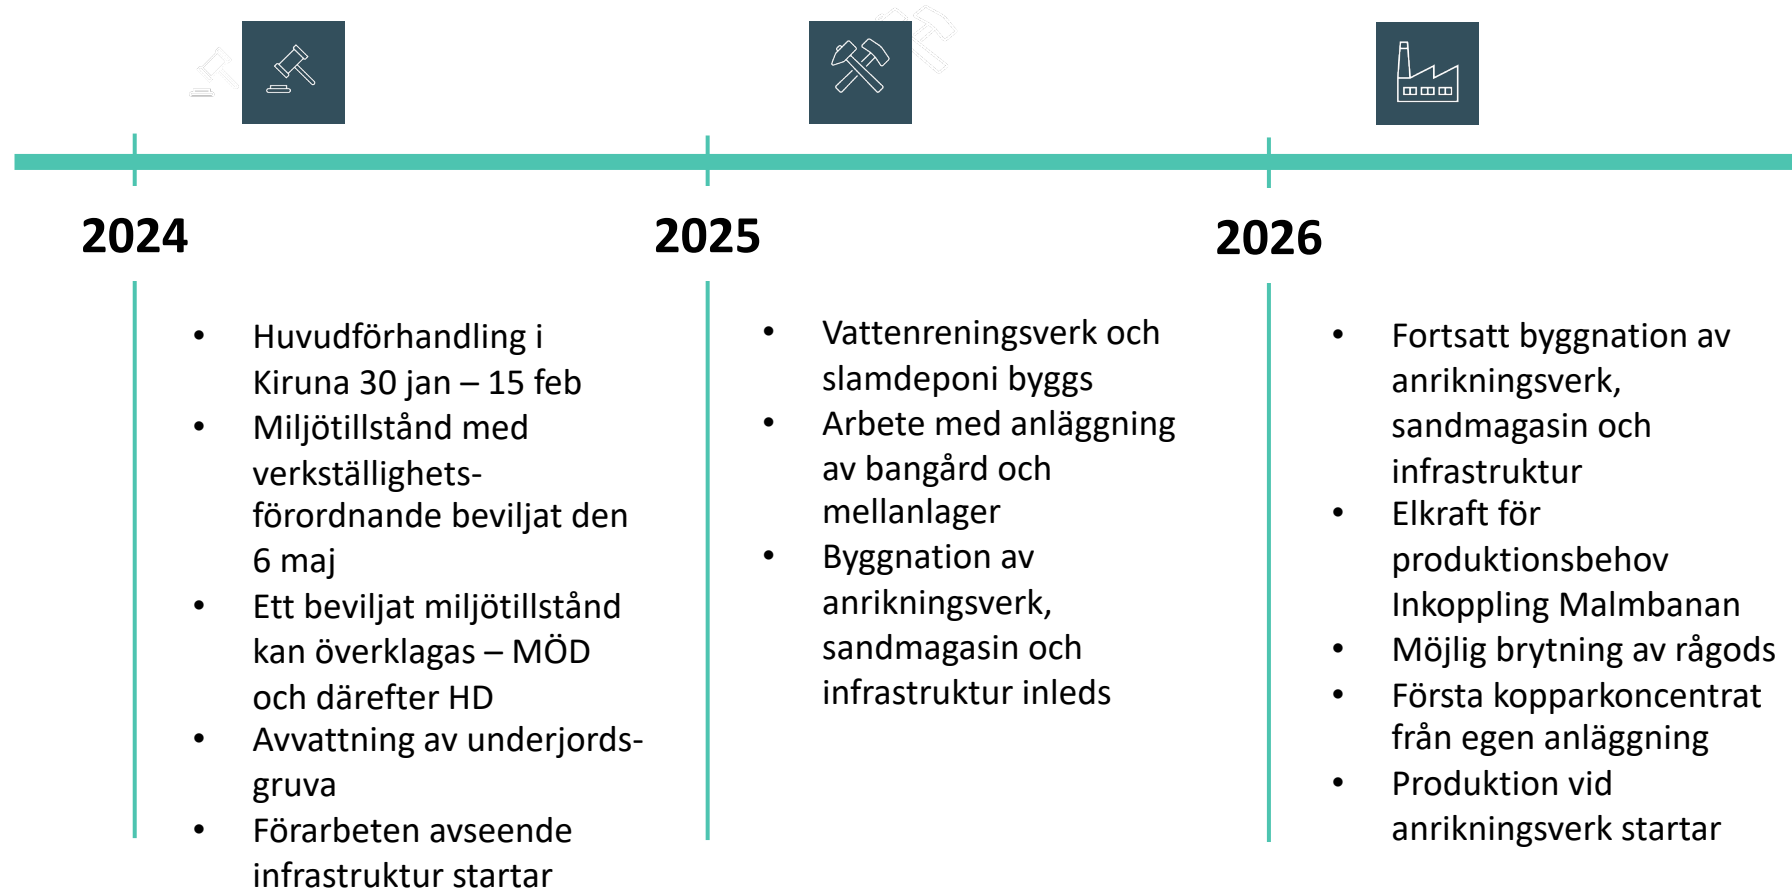 2024
• Huvudförhandling i
Kiruna 30 jan – 15 feb
• Miljötillstånd med
verkställighets-
förordnande beviljat den
6 maj
• Ett beviljat miljötillstånd
kan överklagas – MÖD
och därefter HD
• Avvattning av underjords-
gruva
• Förarbeten avseende
infrastruktur startar
2025
• Vattenreningsverk och
slamdeponi byggs
• Arbete med anläggning
av bangård och
mellanlager
• Byggnation av
anrikningsverk,
sandmagasin och
infrastruktur inleds
2026
• Fortsatt byggnation av
anrikningsverk,
sandmagasin och
infrastruktur
• Elkraft för
produktionsbehov
Inkoppling Malmbanan
• Möjlig brytning av rågods
• Första kopparkoncentrat
från egen anläggning
• Produktion vid
anrikningsverk startar